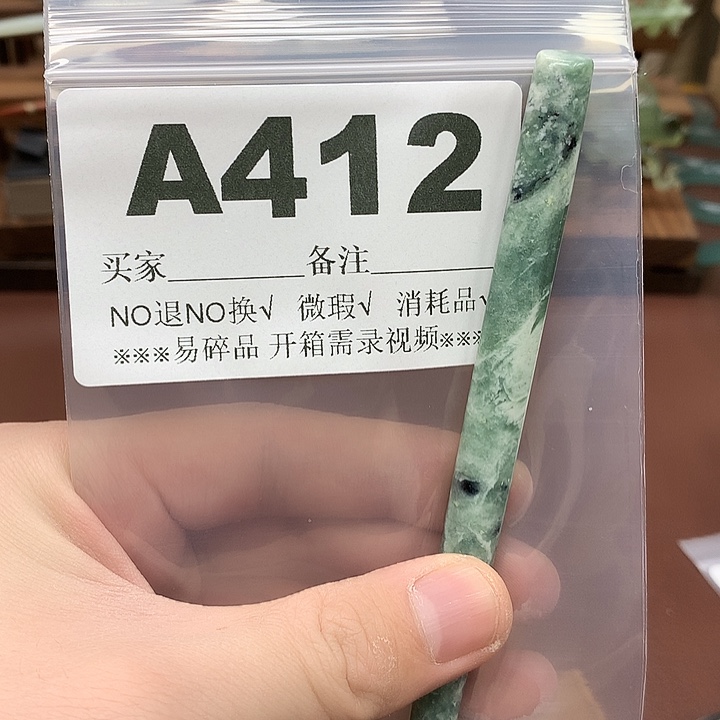 A412
买家________备注________
NO退NO换√ 微瑕√ 消耗品√
※※※易碎品 开箱需录视频※※※